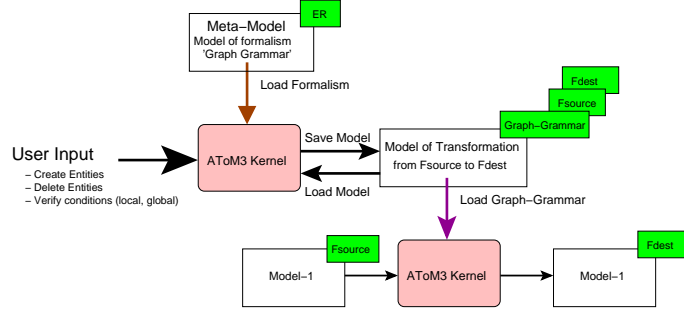 ER
Meta−Model
Model of formalism
'Graph Grammar'
Load Formalism
Fdest
Fsource
Graph−Grammar
Save Model
AToM3 Kernel
Model of Transformation
from Fsource to Fdest
Load Model
User Input
− Create Entities
− Delete Entities
− Verify conditions (local, global)
Load Graph−Grammar
Fsource
Model−1
AToM3 Kernel
Fdest
Model−1